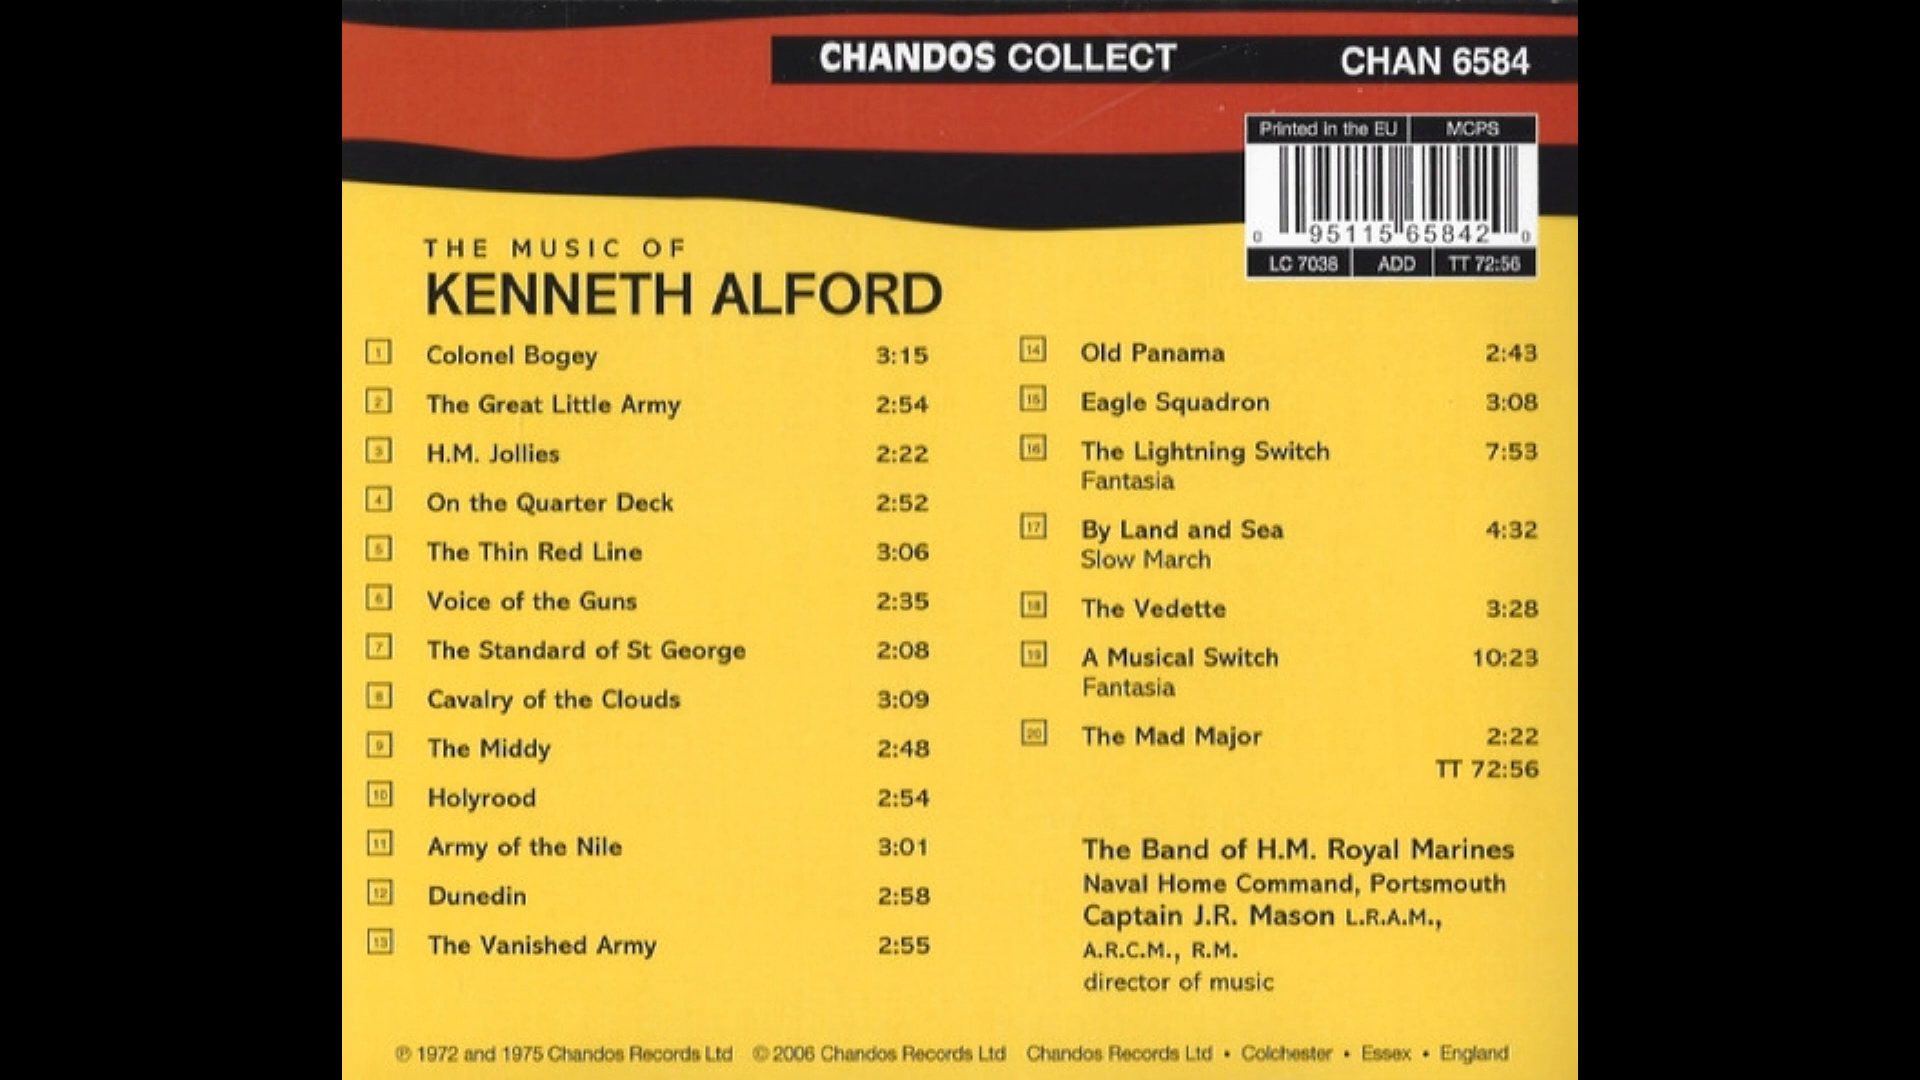 CHANDOS COLLECT CHAN 6584
Printed in the EU MCPS
0 95115 65842 0
LC 7038 ADD TT 72:56
THE MUSIC OF
KENNETH ALFORD
1 Colonel Bogey 3:15
2 The Great Little Army 2:54
3 H.M. Jollies 2:22
4 On the Quarter Deck 2:52
5 The Thin Red Line 3:06
6 Voice of the Guns 2:35
7 The Standard of St George 2:08
8 Cavalry of the Clouds 3:09
9 The Middy 2:48
10 Holyrood 2:54
11 Army of the Nile 3:01
12 Dunedin 2:58
13 The Vanished Army 2:55
14 Old Panama 2:43
15 Eagle Squadron 3:08
16 The Lightning Switch 7:53
Fantasia
17 By Land and Sea 4:32
Slow March
18 The Vedette 3:28
19 A Musical Switch 10:23
Fantasia
20 The Mad Major 2:22
TT 72:56
The Band of H.M. Royal Marines
Naval Home Command, Portsmouth
Captain J.R. Mason L.R.A.M.,
A.R.C.M., R.M.
director of music
℗ 1972 and 1975 Chandos Records Ltd © 2006 Chandos Records Ltd Chandos Records Ltd • Colchester • Essex • England